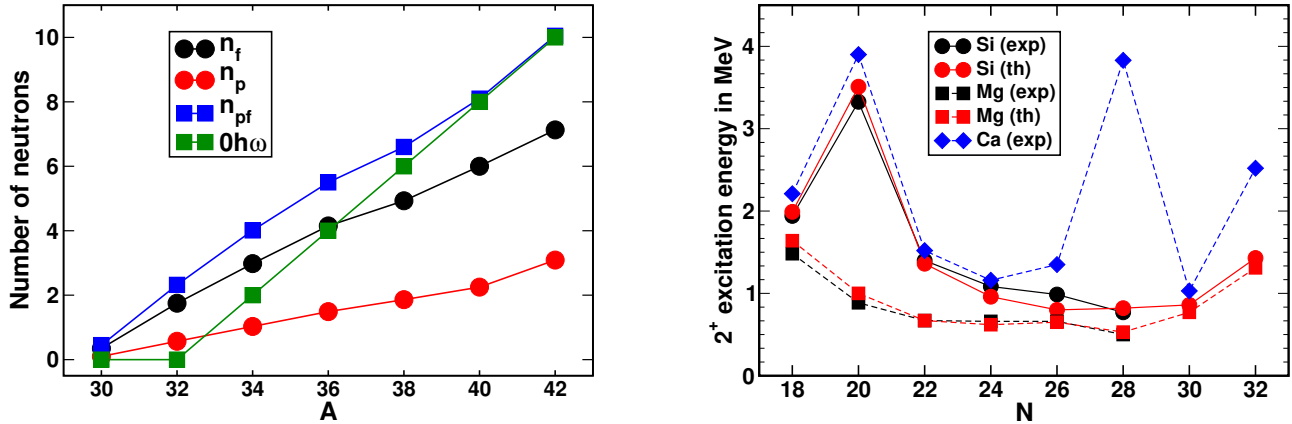 Number of neutrons
10
8
6
4
2
0
n_f
n_p
n_pf
0hω
30 32 34 36 38 40 42
A
2⁺ excitation energy in MeV
4
3
2
1
0
Si (exp)
Si (th)
Mg (exp)
Mg (th)
Ca (exp)
18 20 22 24 26 28 30 32
N